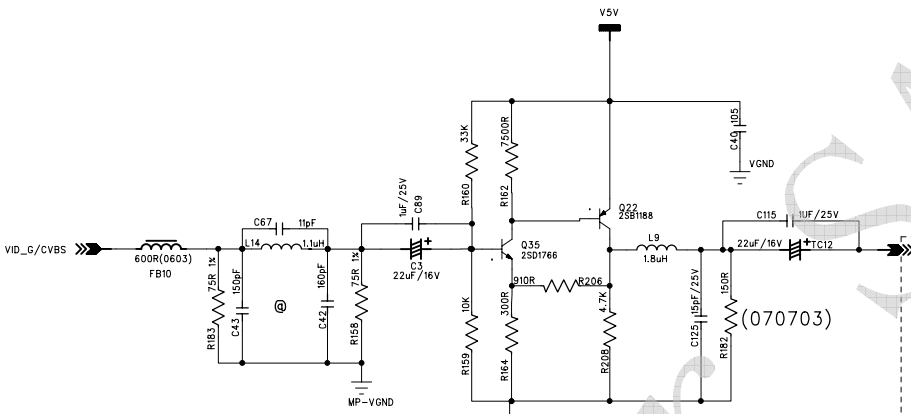 V5V
VID_G/CVBS
600R(0603)
FB10
C67
11pF
L14
1.1uH
75R 1%
R183
150pF
C43
@
160pF
C42
75R 1%
R158
MP-VGND
1uF/25V
C89
C3
22uF/16V
33K
R160
7500R
R162
Q35
2SD1766
10K
R159
300R
R164
910R
R206
Q22
2SB1188
4.7K
R208
L9
1.8uH
15pF/25V
C125
150R
R182
C115
1UF/25V
22uF/16V
TC12
C40 105
VGND
(070703)